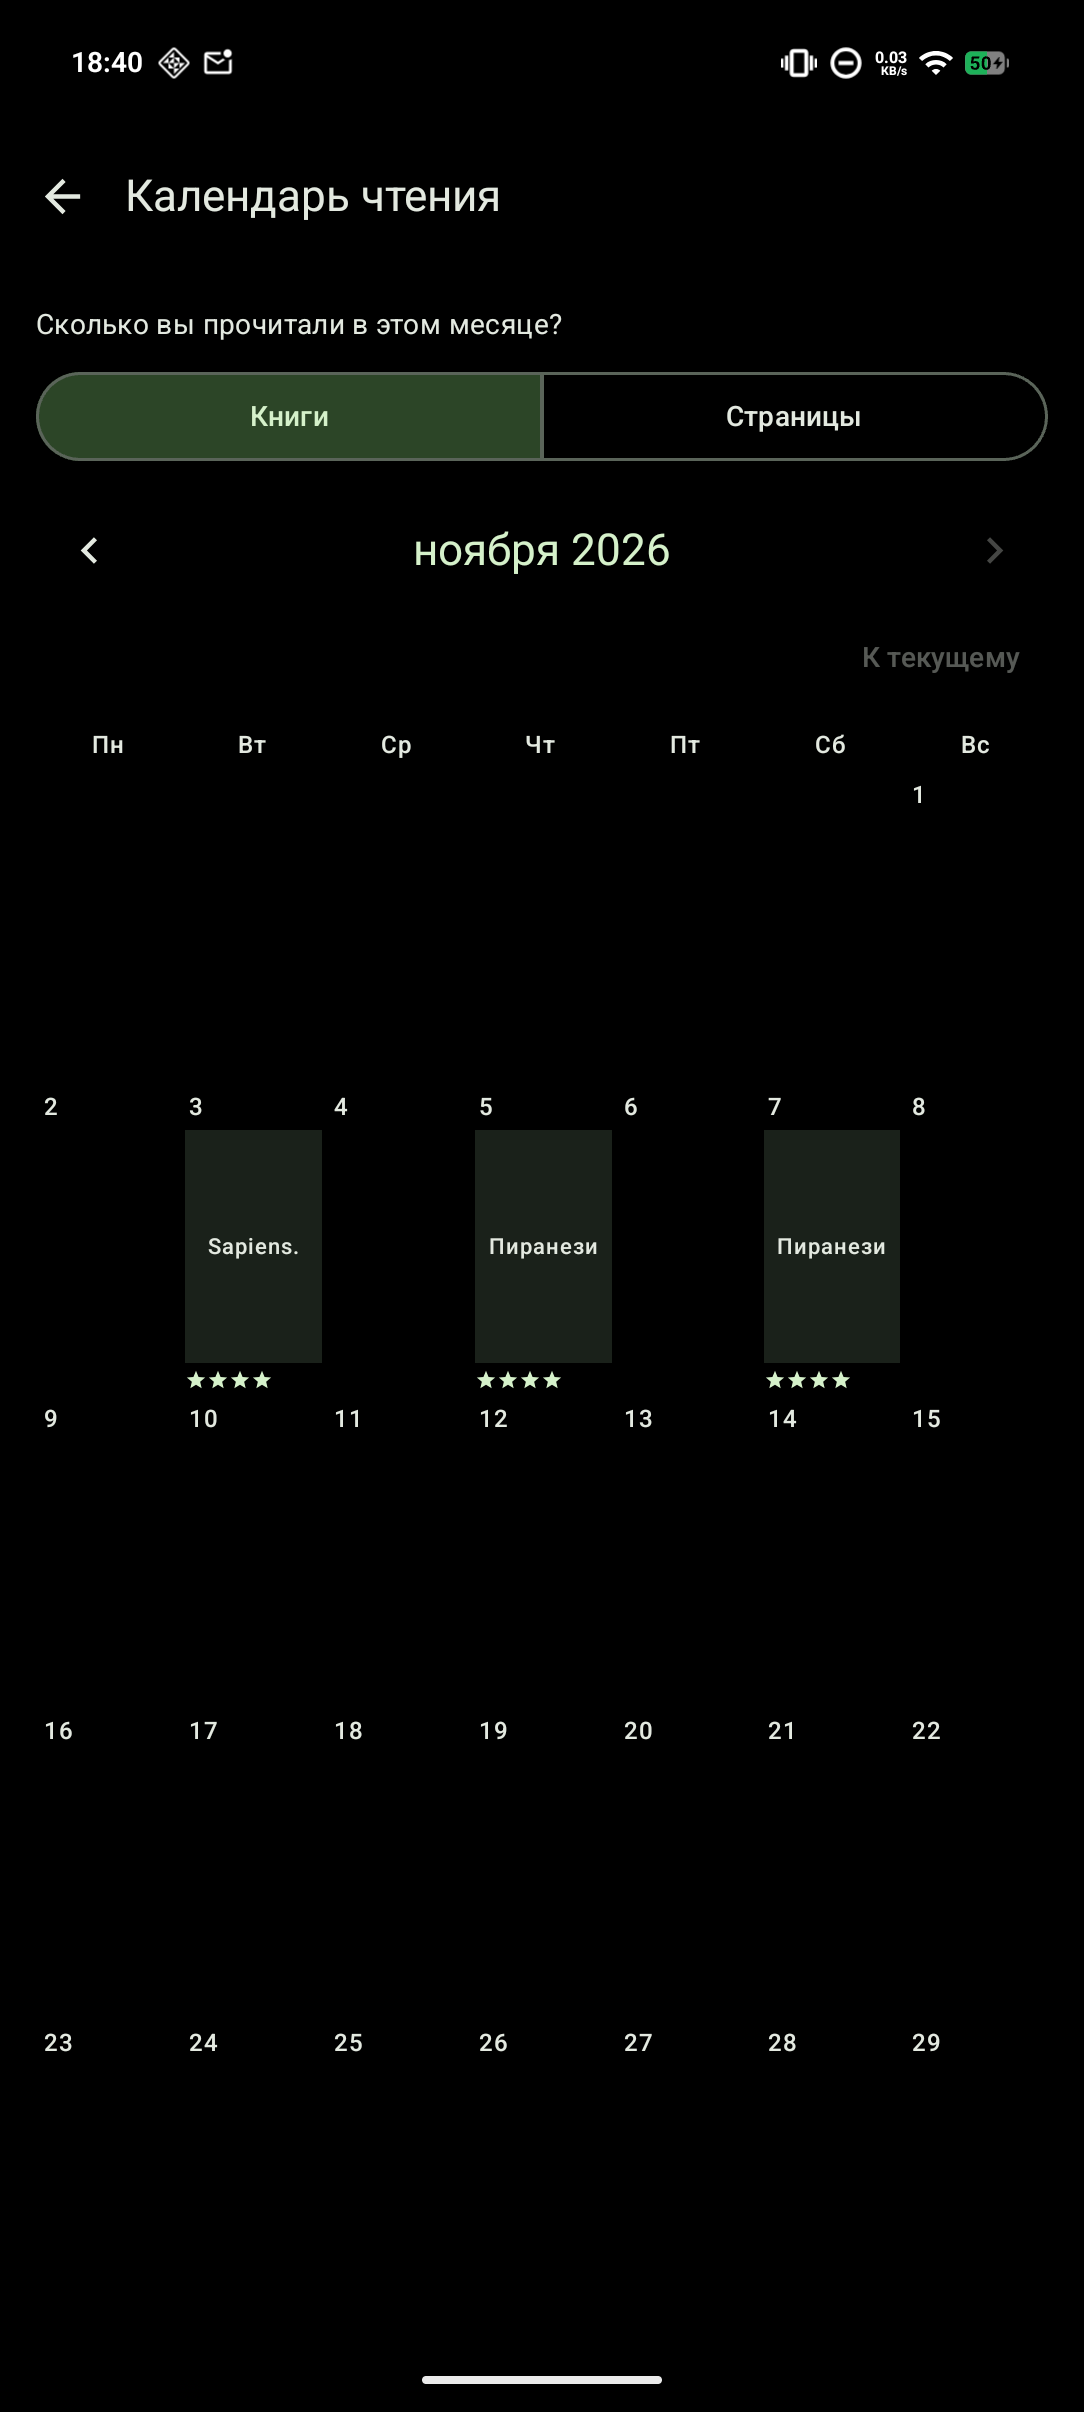 18:40
0.03
KB/s
50
Календарь чтения
Сколько вы прочитали в этом месяце?
Книги
Страницы
ноября 2026
К текущему
Пн Вт Ср Чт Пт Сб Вс
1
2 3 4 5 6 7 8
Sapiens. Пиранези Пиранези
9 10 11 12 13 14 15
16 17 18 19 20 21 22
23 24 25 26 27 28 29